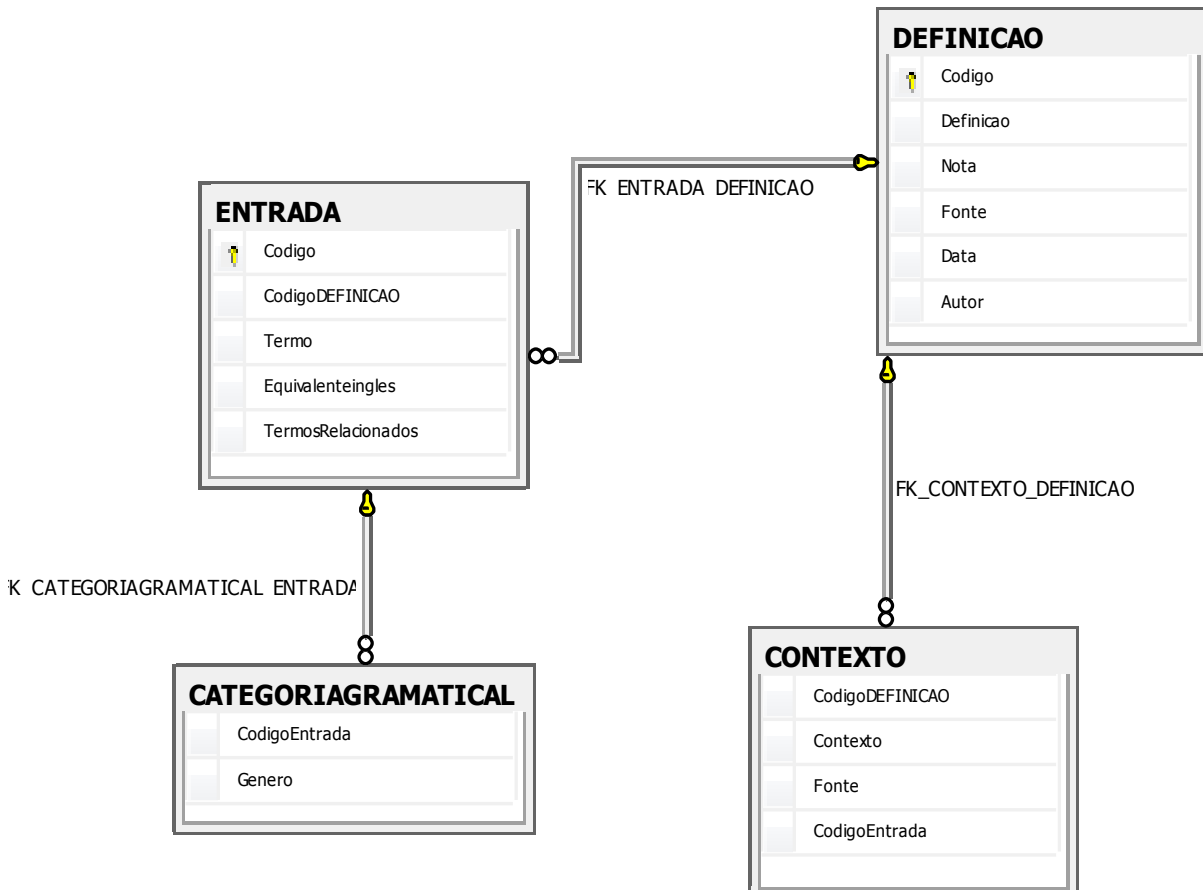 DEFINICAO
Codigo
Definicao
Nota
Fonte
Data
Autor
FK ENTRADA DEFINICAO
ENTRADA
Codigo
CodigoDEFINICAO
Termo
Equivalenteingles
TermosRelacionados
FK_CONTEXTO_DEFINICAO
K CATEGORIAGRAMATICAL ENTRADA
CATEGORIAGRAMATICAL
CodigoEntrada
Genero
CONTEXTO
CodigoDEFINICAO
Contexto
Fonte
CodigoEntrada